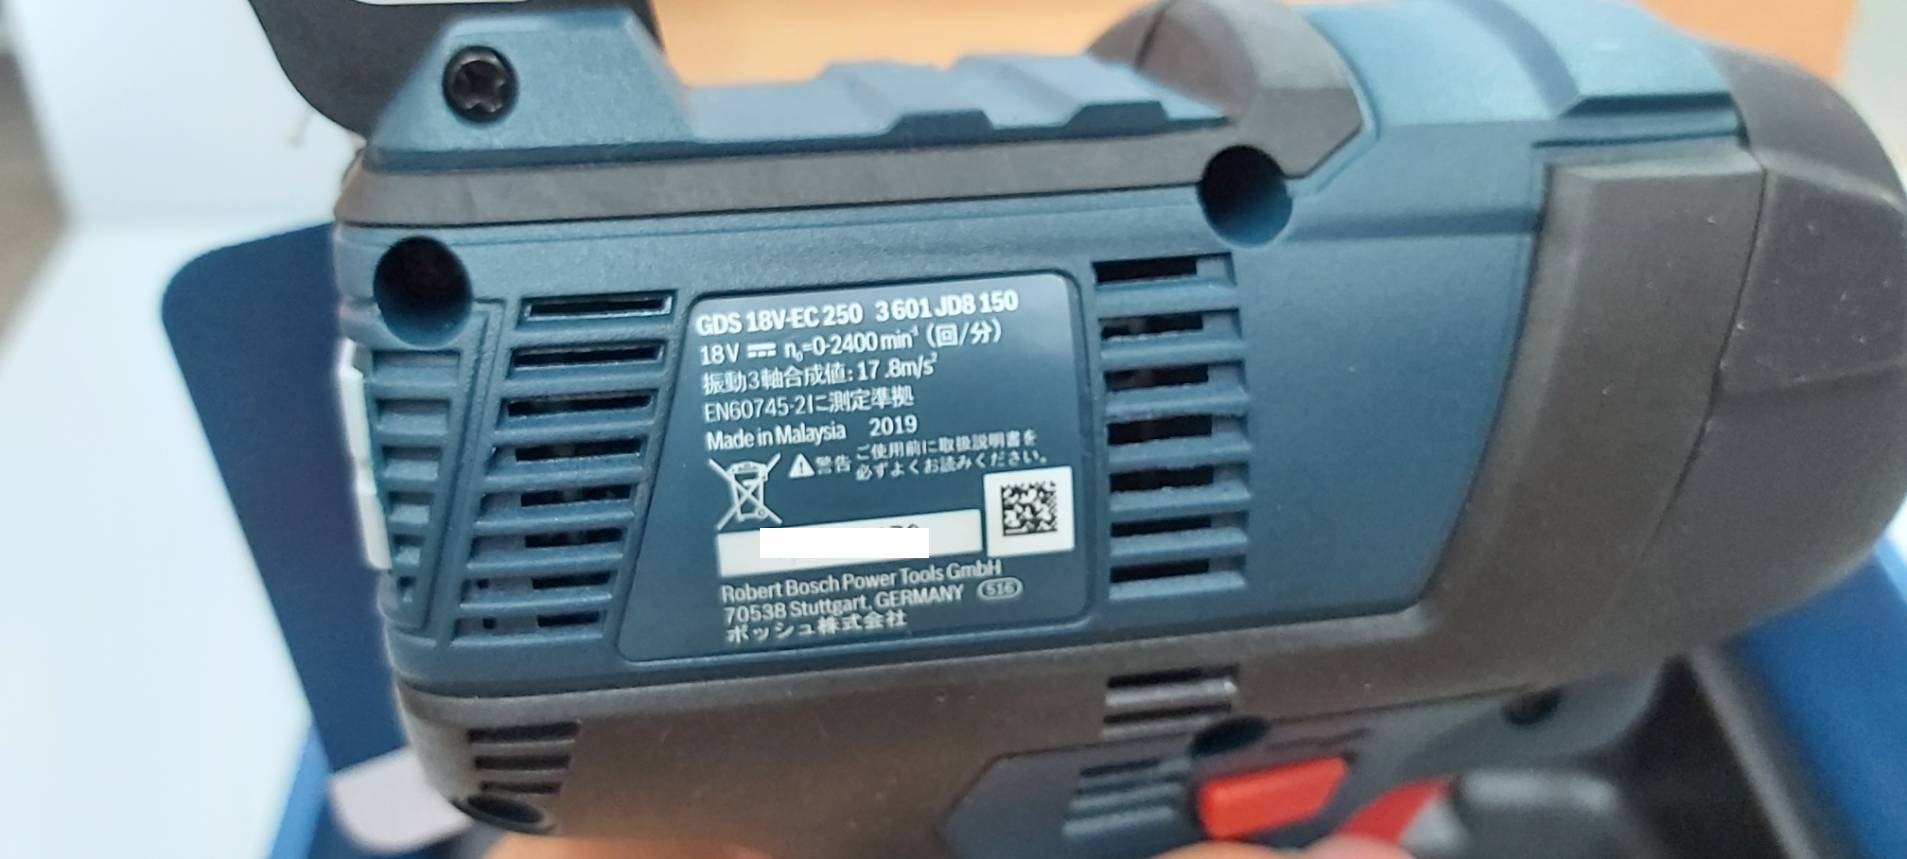 GDS 18V-EC 250 3 601 JD8 150
18V n₀=0-2400min⁻¹ (回/分)
振動3軸合成値: 17.8m/s²
EN60745-2に測定準拠
Made in Malaysia 2019
警告 ご使用前に取扱説明書を
必ずよくお読みください。
Robert Bosch Power Tools GmbH
70538 Stuttgart, GERMANY 516
ボッシュ株式会社